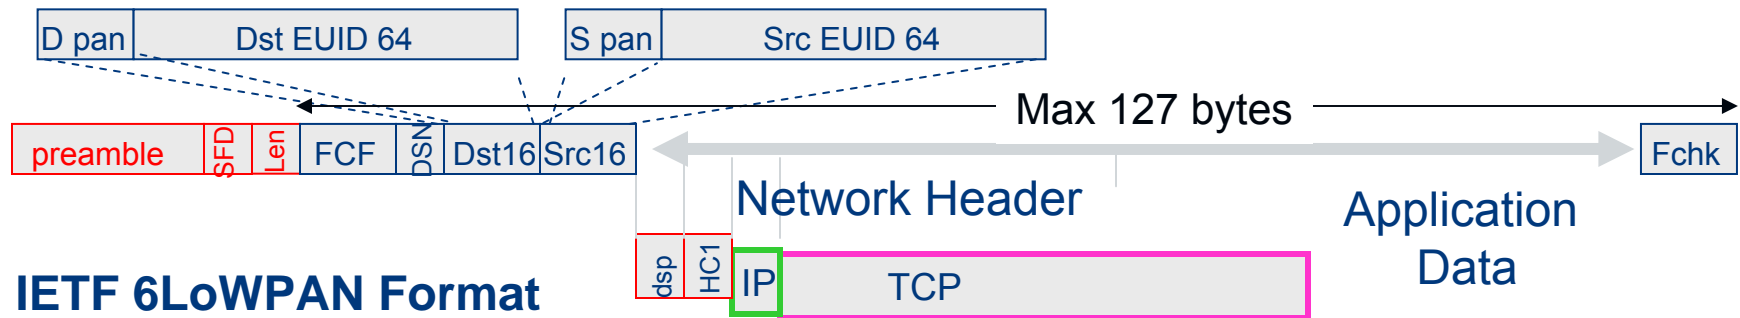 D pan Dst EUID 64 S pan Src EUID 64
Max 127 bytes
preamble SFD Len FCF DSN Dst16 Src16 Fchk
Network Header
Application
Data
dsp HC1 IP TCP
IETF 6LoWPAN Format